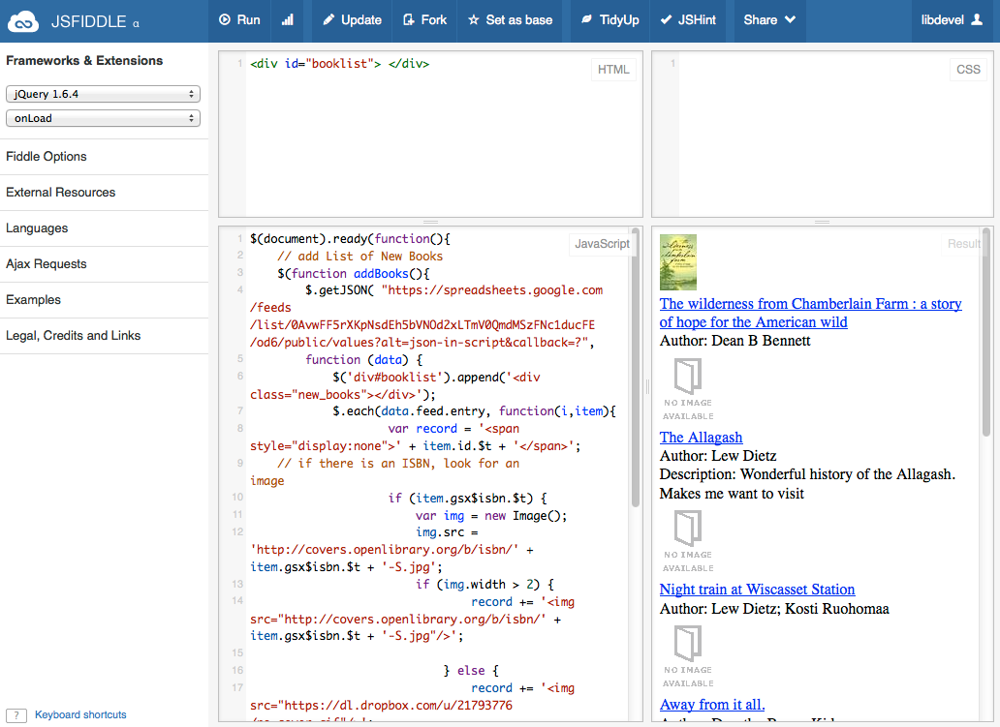 JSFIDDLE α
Run
Update
Fork
Set as base
TidyUp
JSHint
Share
libdevel
Frameworks & Extensions
jQuery 1.6.4
onLoad
Fiddle Options
External Resources
Languages
Ajax Requests
Examples
Legal, Credits and Links
? Keyboard shortcuts
1 <div id="booklist"> </div>
HTML
1
CSS
JavaScript
1 $(document).ready(function(){
2 // add List of New Books
3 $(function addBooks(){
4 $.getJSON( "https://spreadsheets.google.com
/feeds
/list/0AvwFF5rXKpNsdEh5bVNOd2xLTmV0QmdMSzFNc1ducFE
/od6/public/values?alt=json-in-script&callback=?",
5 function (data) {
6 $('div#booklist').append('<div
class="new_books"></div>');
7 $.each(data.feed.entry, function(i,item){
8 var record = '<span
style="display:none">' + item.id.$t + '</span>';
9 // if there is an ISBN, look for an
image
10 if (item.gsx$isbn.$t) {
11 var img = new Image();
12 img.src =
'http://covers.openlibrary.org/b/isbn/' +
item.gsx$isbn.$t + '-S.jpg';
13 if (img.width > 2) {
14 record += '<img
src="http://covers.openlibrary.org/b/isbn/' +
item.gsx$isbn.$t + '-S.jpg"/>';
15
16 } else {
17 record += '<img
src="https://dl.dropbox.com/u/21793776
Result
The wilderness from Chamberlain Farm : a story
of hope for the American wild
Author: Dean B Bennett
NO IMAGE
AVAILABLE
The Allagash
Author: Lew Dietz
Description: Wonderful history of the Allagash.
Makes me want to visit
NO IMAGE
AVAILABLE
Night train at Wiscasset Station
Author: Lew Dietz; Kosti Ruohomaa
NO IMAGE
AVAILABLE
Away from it all.